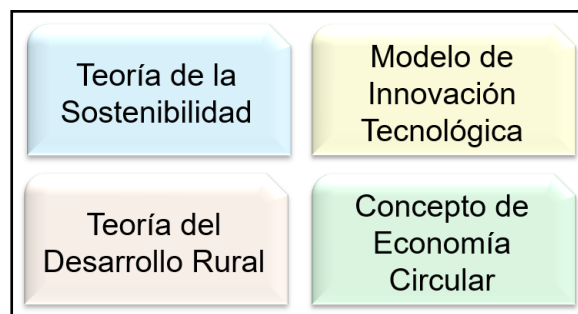 Teoría de la
Sostenibilidad
Modelo de
Innovación
Tecnológica
Teoría del
Desarrollo Rural
Concepto de
Economía
Circular